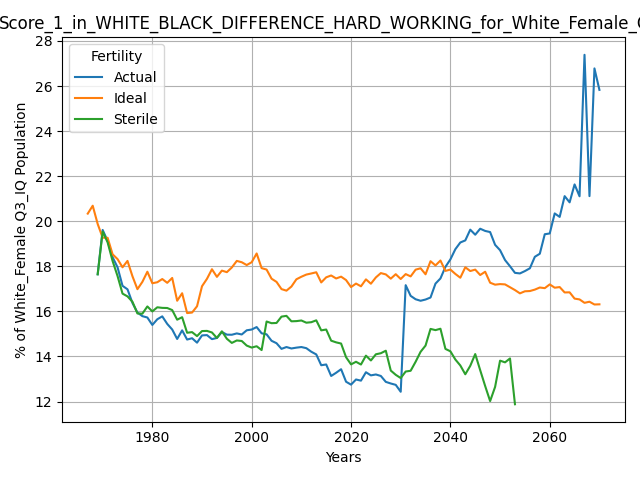 Score_1_in_WHITE_BLACK_DIFFERENCE_HARD_WORKING_for_White_Female_
28
26
24
22
20
18
16
14
12
% of White_Female Q3_IQ Population
Fertility
Actual
Ideal
Sterile
1980
2000
2020
2040
2060
Years